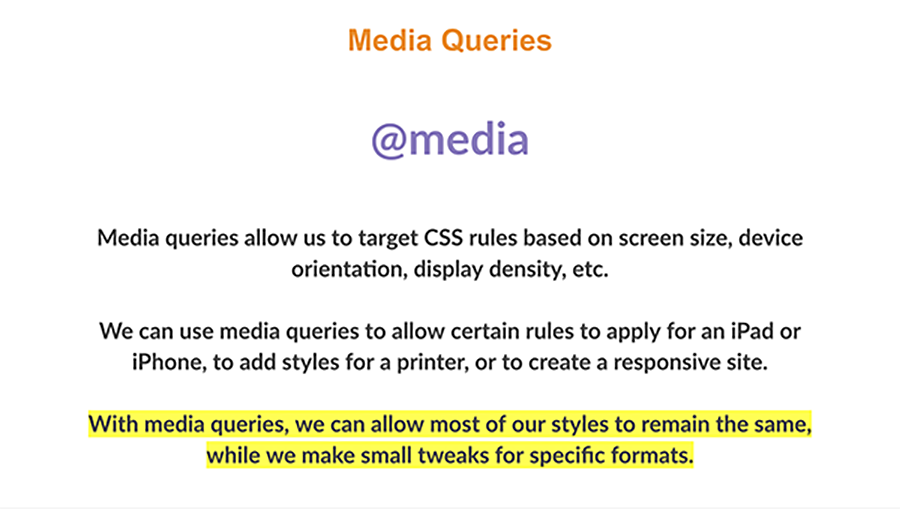 Media Queries
@media
Media queries allow us to target CSS rules based on screen size, device
orientation, display density, etc.
We can use media queries to allow certain rules to apply for an iPad or
iPhone, to add styles for a printer, or to create a responsive site.
With media queries, we can allow most of our styles to remain the same,
while we make small tweaks for specific formats.